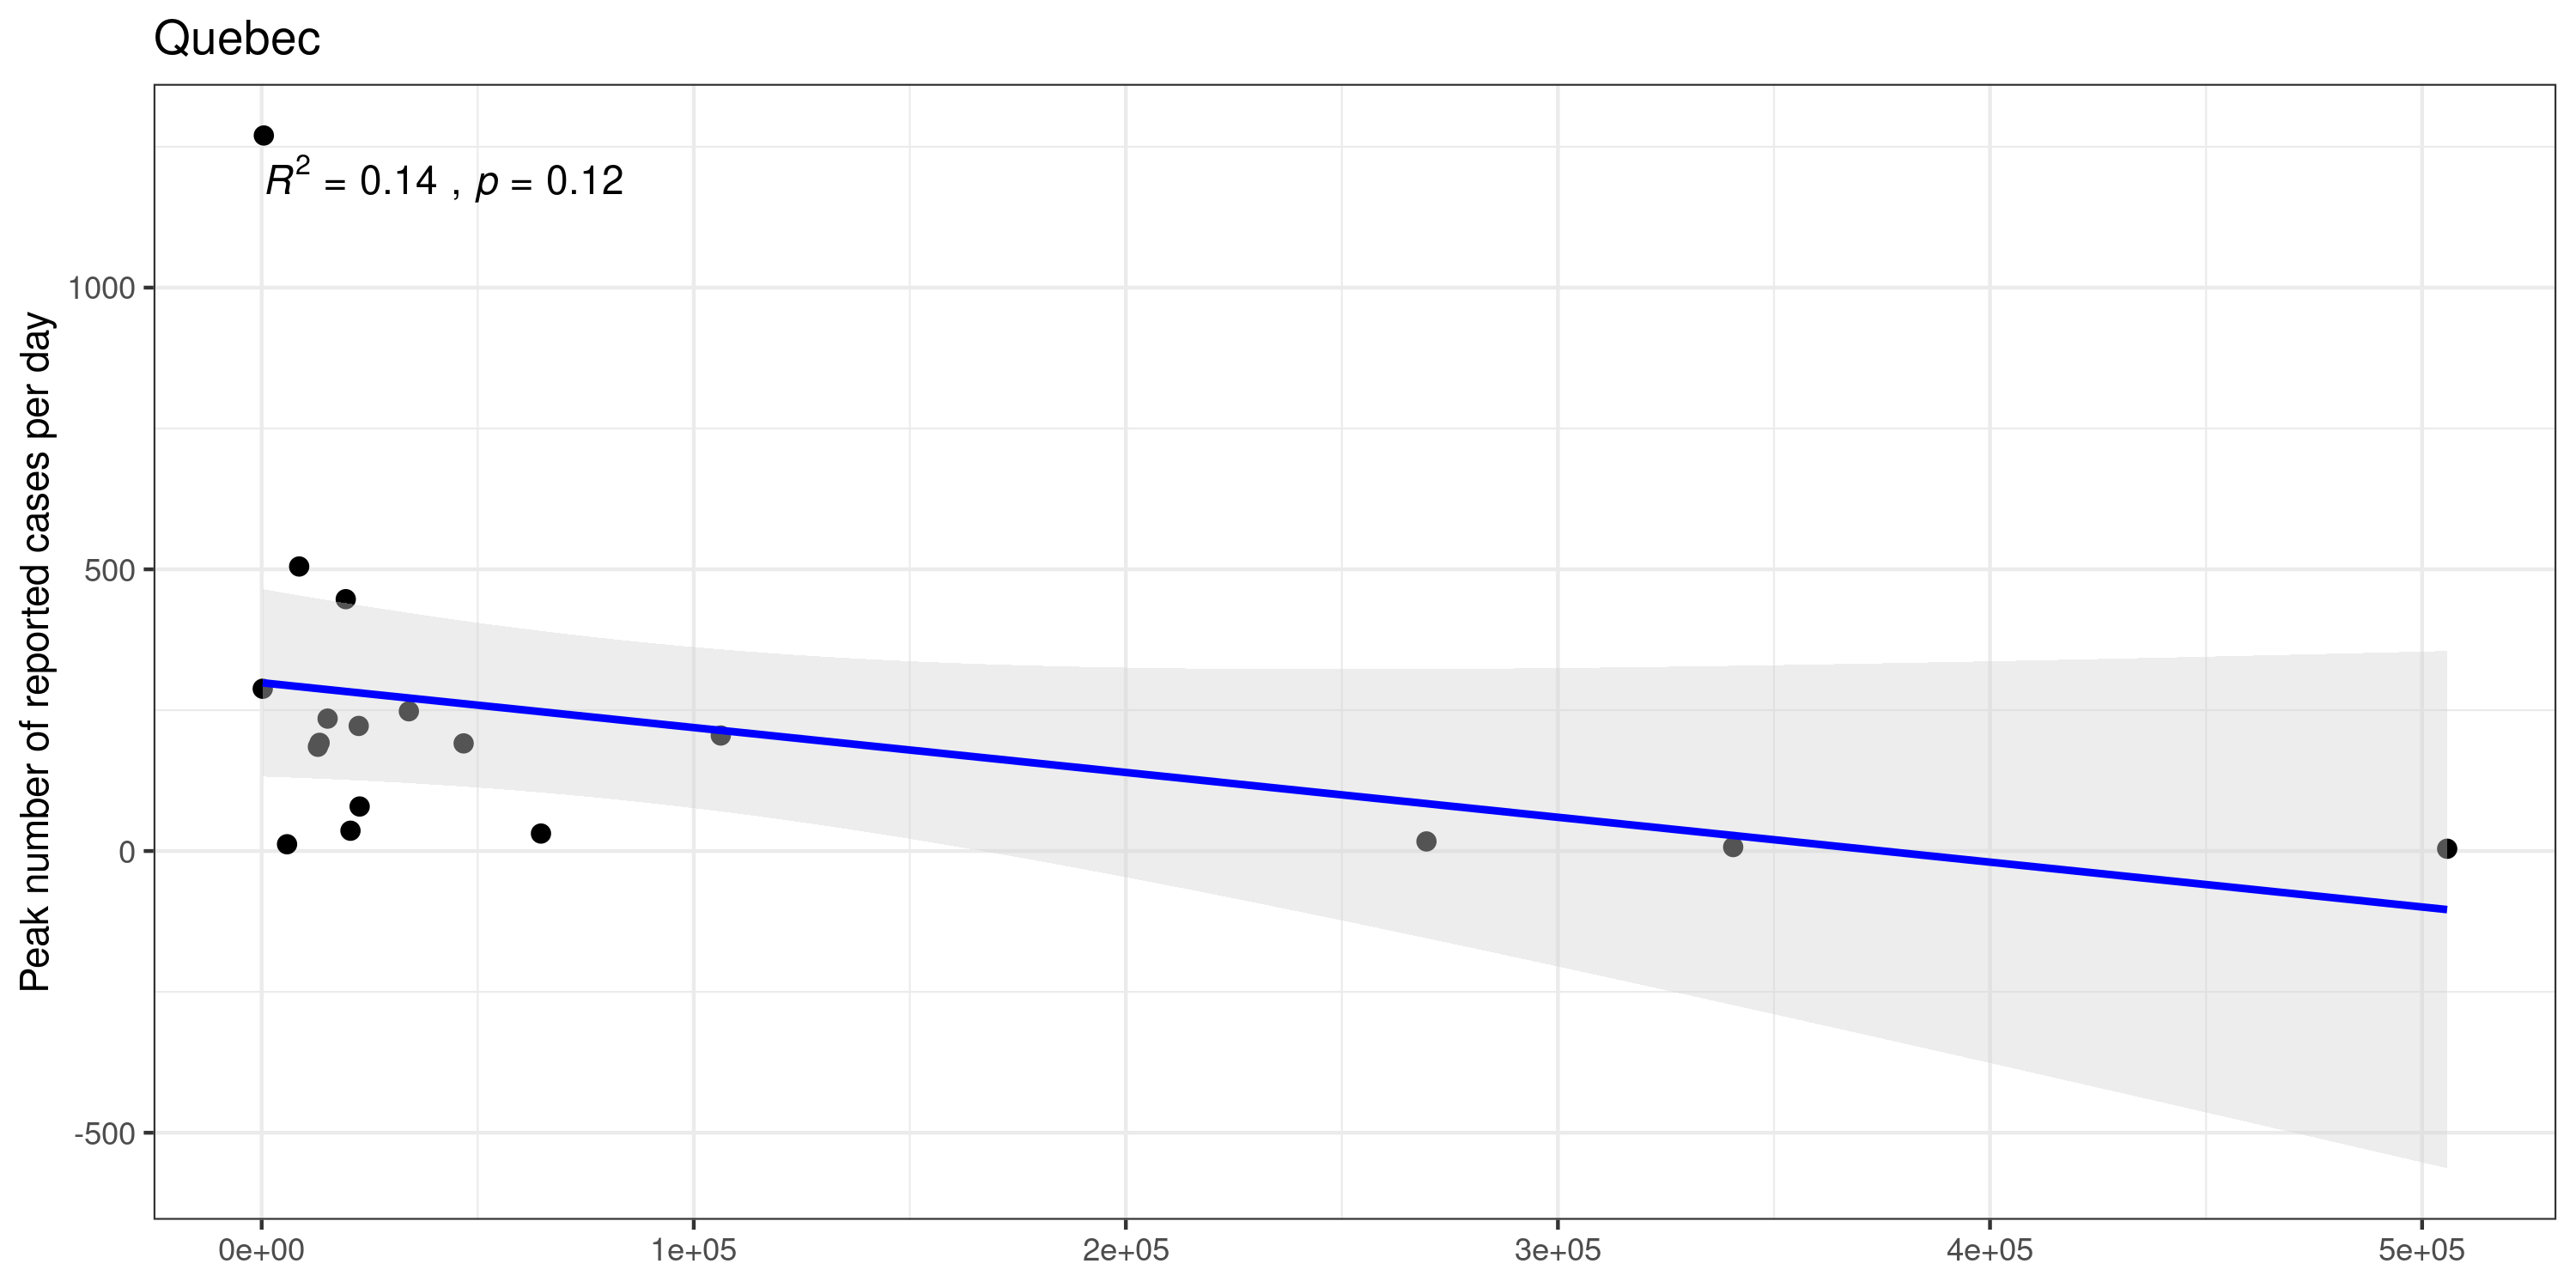 Quebec
R² = 0.14 , p = 0.12
Peak number of reported cases per day
1000
500
0
-500
0e+00 1e+05 2e+05 3e+05 4e+05 5e+05